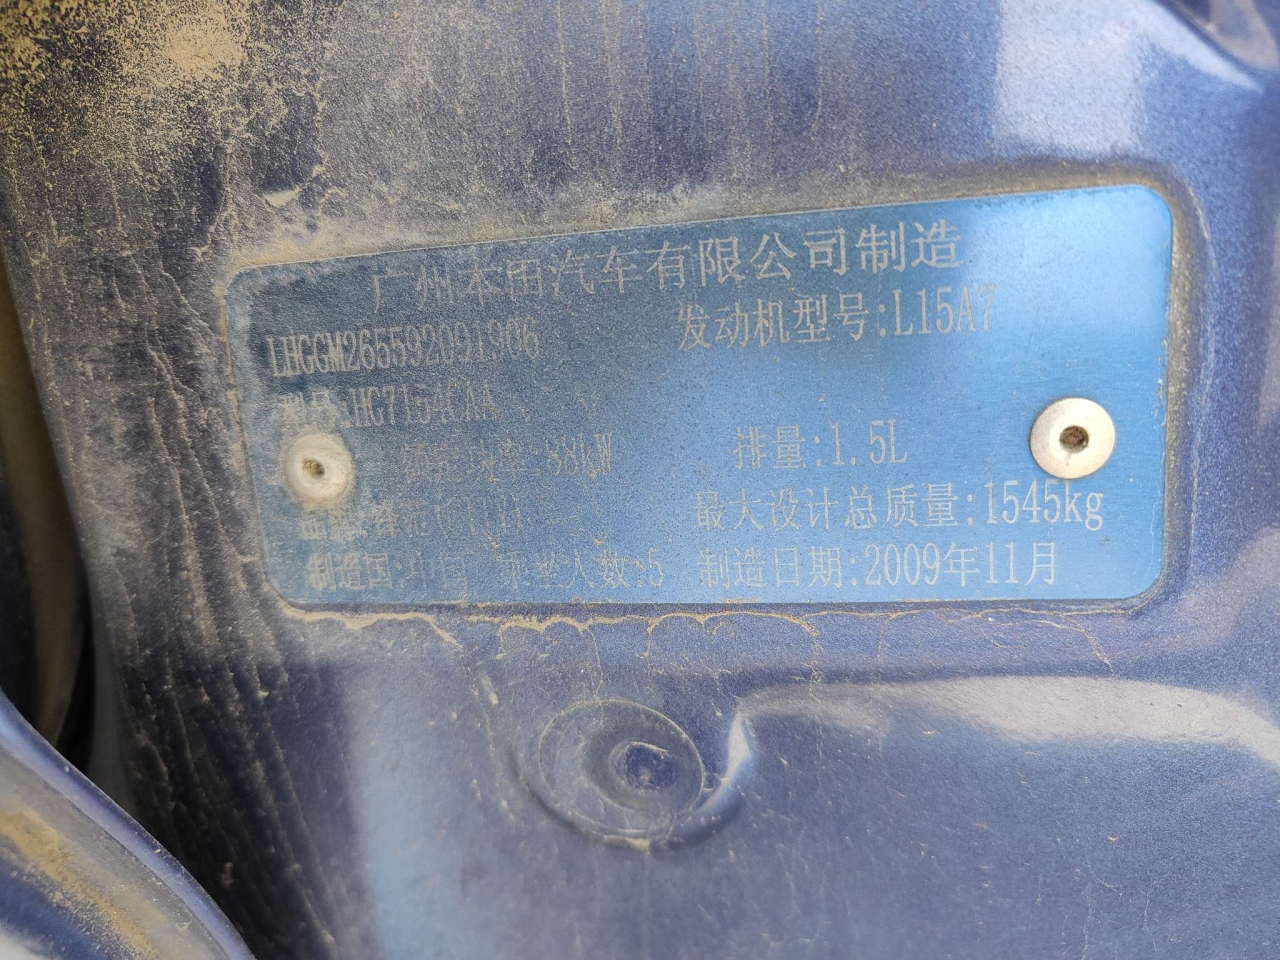 广州本田汽车有限公司制造
LHGGM265592091906 发动机型号:L15A7
型号:HG7154CAA
额定功率:88kW 排量:1.5L
最大设计总质量:1545kg
制造国:中国 乘坐人数:5 制造日期:2009年11月